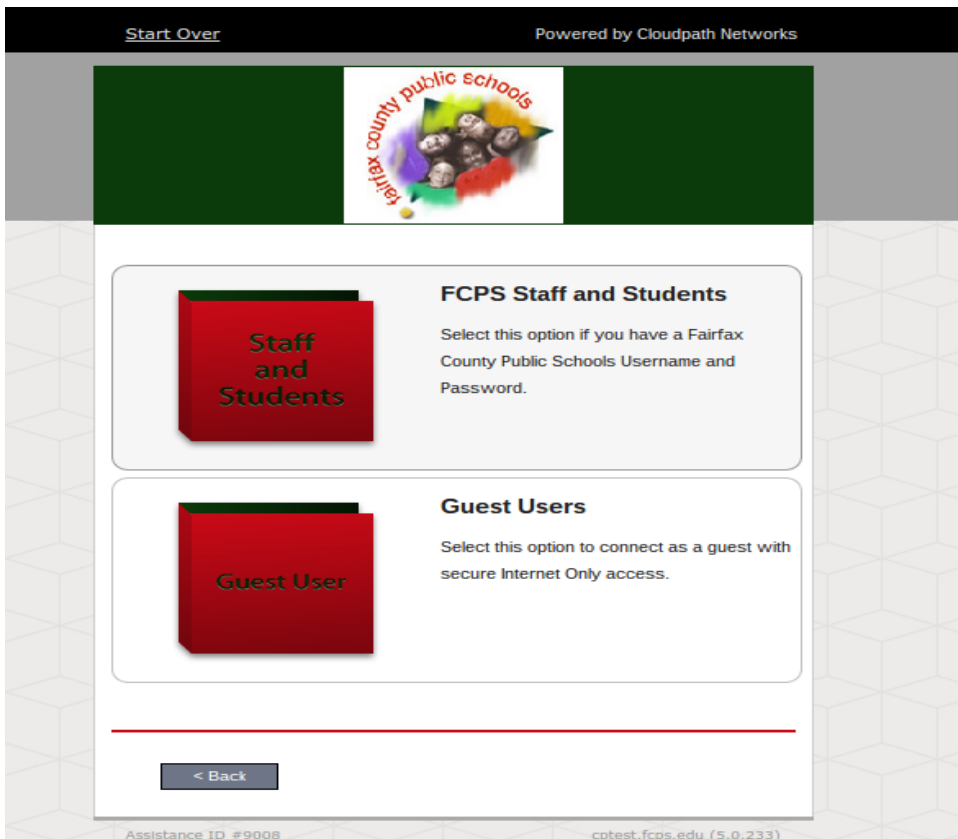 Start Over
Powered by Cloudpath Networks
fairfax county public schools
Staff
and
Students
FCPS Staff and Students
Select this option if you have a Fairfax
County Public Schools Username and
Password.
Guest User
Guest Users
Select this option to connect as a guest with
secure Internet Only access.
< Back
Assistance ID #9008
cptest.fcps.edu (5.0.233)